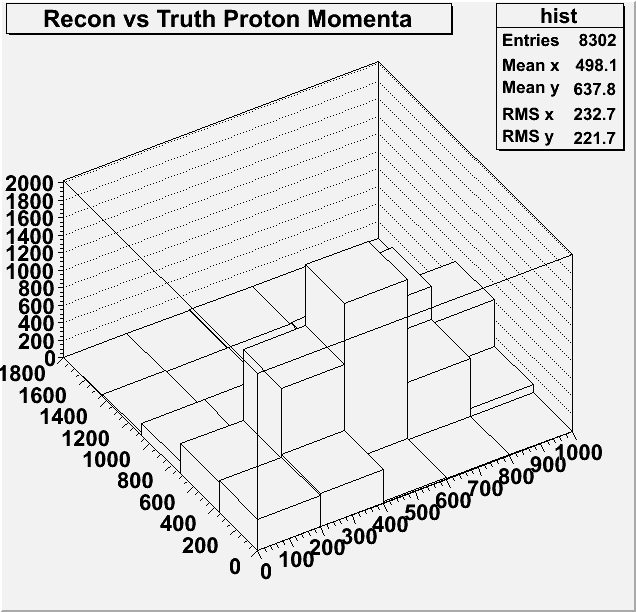 Recon vs Truth Proton Momenta
hist
Entries 8302
Mean x 498.1
Mean y 637.8
RMS x 232.7
RMS y 221.7
2000
1800
1600
1400
1200
1000
800
600
400
200
0
1800
1600
1400
1200
1000
800
600
400
200
0
0 100 200 300 400 500 600 700 800 900 1000